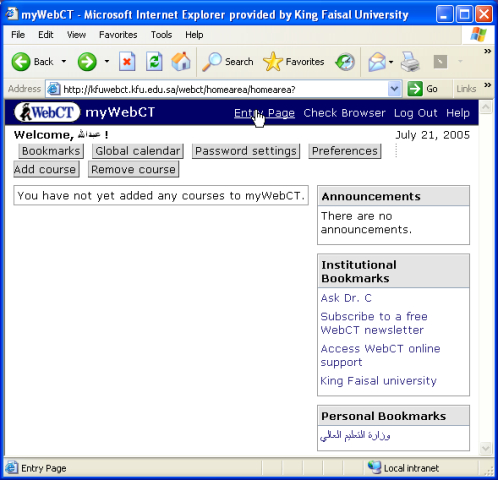 myWebCT - Microsoft Internet Explorer provided by King Faisal University
File Edit View Favorites Tools Help
Back Search Favorites
Address http://kfuwebct.kfu.edu.sa/webct/homearea/homearea? Go Links »
WebCT myWebCT Entry Page Check Browser Log Out Help
Welcome, عبدالله ! July 21, 2005
Bookmarks Global calendar Password settings Preferences
Add course Remove course
You have not yet added any courses to myWebCT.
Announcements
There are no
announcements.
Institutional
Bookmarks
Ask Dr. C
Subscribe to a free
WebCT newsletter
Access WebCT online
support
King Faisal university
Personal Bookmarks
وزارة التعليم العالي
Entry Page Local intranet